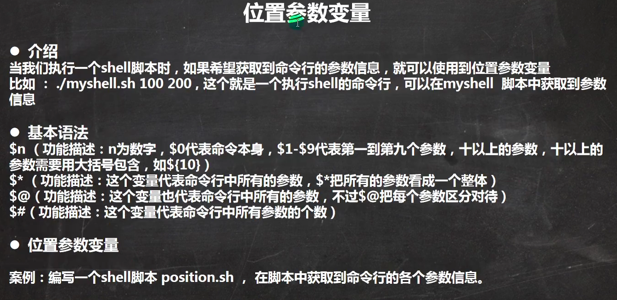 位置参数变量
● 介绍
当我们执行一个shell脚本时，如果希望获取到命令行的参数信息，就可以使用到位置参数变量
比如 ： ./myshell.sh 100 200 , 这个就是一个执行shell的命令行，可以在myshell 脚本中获取到参数
信息
● 基本语法
$n （功能描述：n为数字，$0代表命令本身，$1-$9代表第一到第九个参数，十以上的参数，十以上的
参数需要用大括号包含，如${10}）
$* （功能描述：这个变量代表命令行中所有的参数，$*把所有的参数看成一个整体）
$@（功能描述：这个变量也代表命令行中所有的参数，不过$@把每个参数区分对待）
$#（功能描述：这个变量代表命令行中所有参数的个数）
● 位置参数变量
案例：编写一个shell脚本 position.sh ， 在脚本中获取到命令行的各个参数信息。